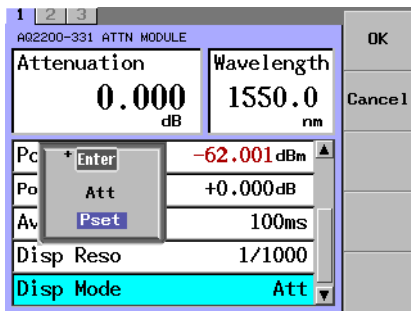 1 2 3
AQ2200-331 ATTN MODULE
OK
Attenuation
0.000
dB
Wavelength
1550.0
nm
Cancel
-62.001dBm
+ Enter
Att
Pset
Po +0.000dB
Av 100ms
Disp Reso 1/1000
Disp Mode Att